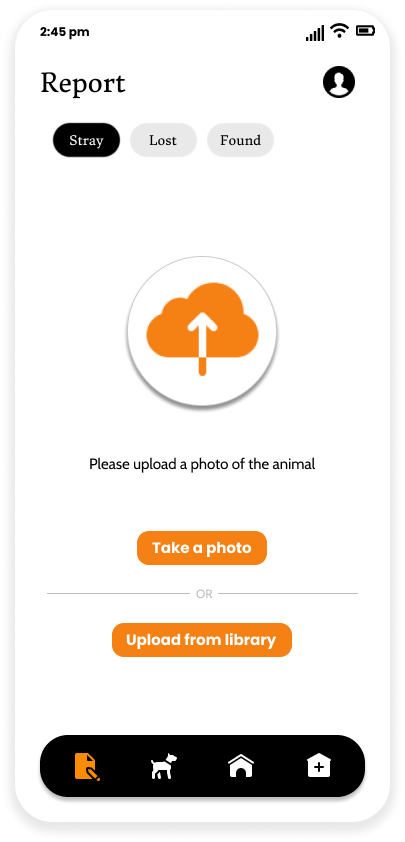 2:45 pm
Report
Stray Lost Found
Please upload a photo of the animal
Take a photo
OR
Upload from library